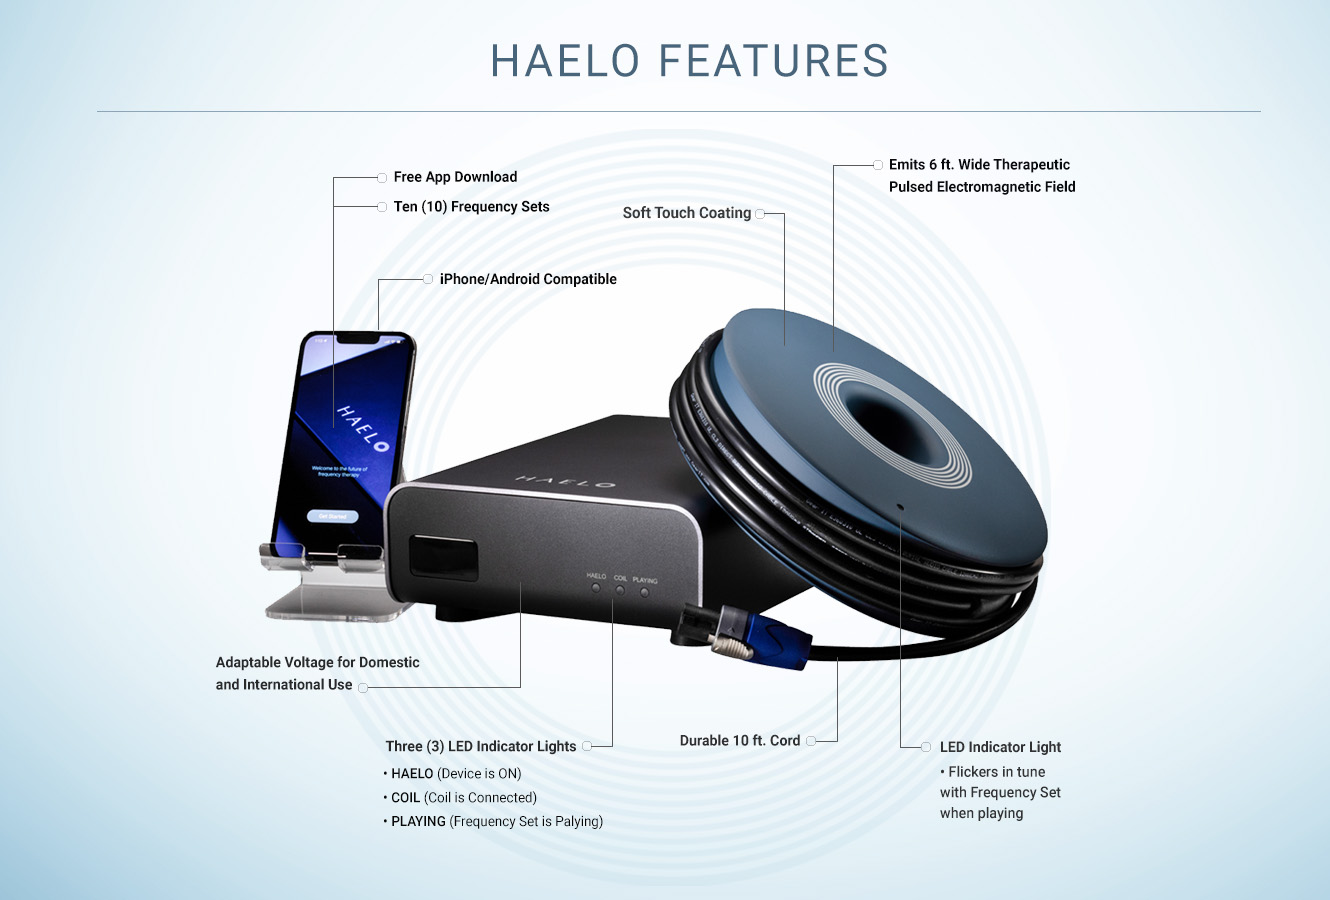 HAELO FEATURES
Free App Download
Ten (10) Frequency Sets
iPhone/Android Compatible
Soft Touch Coating
Emits 6 ft. Wide Therapeutic
Pulsed Electromagnetic Field
HAELO
Welcome to the future of
frequency therapy
Get Started
HAELO
HAELO COIL PLAYING
Adaptable Voltage for Domestic
and International Use
Three (3) LED Indicator Lights
• HAELO (Device is ON)
• COIL (Coil is Connected)
• PLAYING (Frequency Set is Palying)
Durable 10 ft. Cord
LED Indicator Light
• Flickers in tune
with Frequency Set
when playing